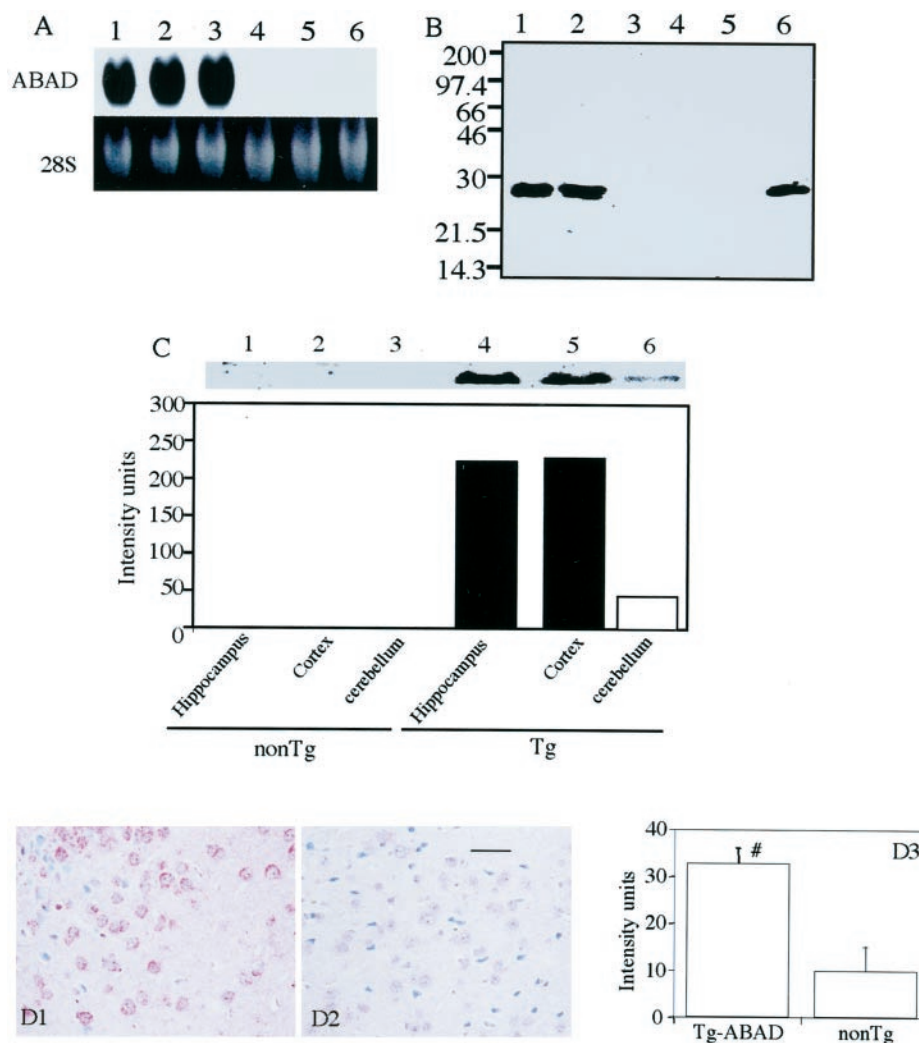 A
1 2 3 4 5 6
ABAD
28S
B
1 2 3 4 5 6
200
97.4
66
46
30
21.5
14.3
C
1 2 3 4 5 6
300
250
200
150
100
50
0
Intensity units
Hippocampus
Cortex
cerebellum
Hippocampus
Cortex
cerebellum
nonTg
Tg
D1
D2
D3
40
30
20
10
0
Intensity units
#
Tg-ABAD
nonTg